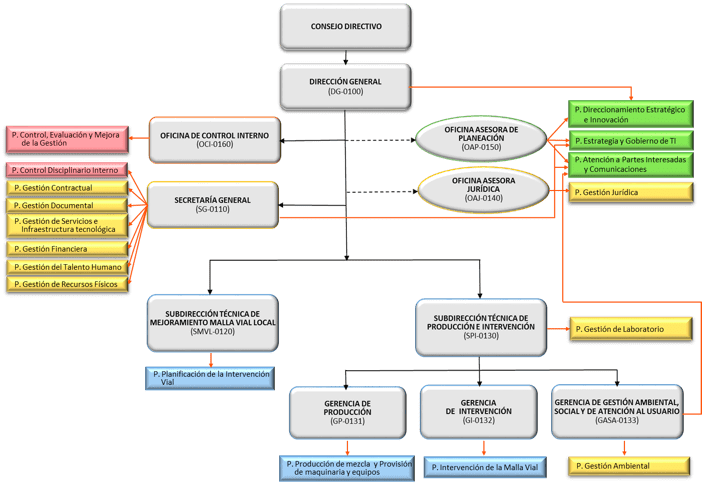 CONSEJO DIRECTIVO
DIRECCIÓN GENERAL
(DG-0100)
P. Direccionamiento Estratégico
e Innovación
P. Control, Evaluación y Mejora
de la Gestión
OFICINA DE CONTROL INTERNO
(OCI-0160)
OFICINA ASESORA DE
PLANEACIÓN
(OAP-0150)
P. Estrategia y Gobierno de TI
P. Atención a Partes Interesadas
y Comunicaciones
P. Control Disciplinario Interno
P. Gestión Contractual
P. Gestión Documental
P. Gestión de Servicios e
Infraestructura tecnológica
P. Gestión Financiera
P. Gestión del Talento Humano
P. Gestión de Recursos Físicos
SECRETARÍA GENERAL
(SG-0110)
OFICINA ASESORA
JURÍDICA
(OAJ-0140)
P. Gestión Jurídica
SUBDIRECCIÓN TÉCNICA DE
MEJORAMIENTO MALLA VIAL LOCAL
(SMVL-0120)
SUBDIRECCIÓN TÉCNICA DE
PRODUCCIÓN E INTERVENCIÓN
(SPI-0130)
P. Gestión de Laboratorio
P. Planificación de la Intervención
Vial
GERENCIA DE
PRODUCCIÓN
(GP-0131)
GERENCIA
DE INTERVENCIÓN
(GI-0132)
GERENCIA DE GESTIÓN AMBIENTAL,
SOCIAL Y DE ATENCIÓN AL USUARIO
(GASA-0133)
P. Producción de mezcla y Provisión
de maquinaria y equipos
P. Intervención de la Malla Vial
P. Gestión Ambiental